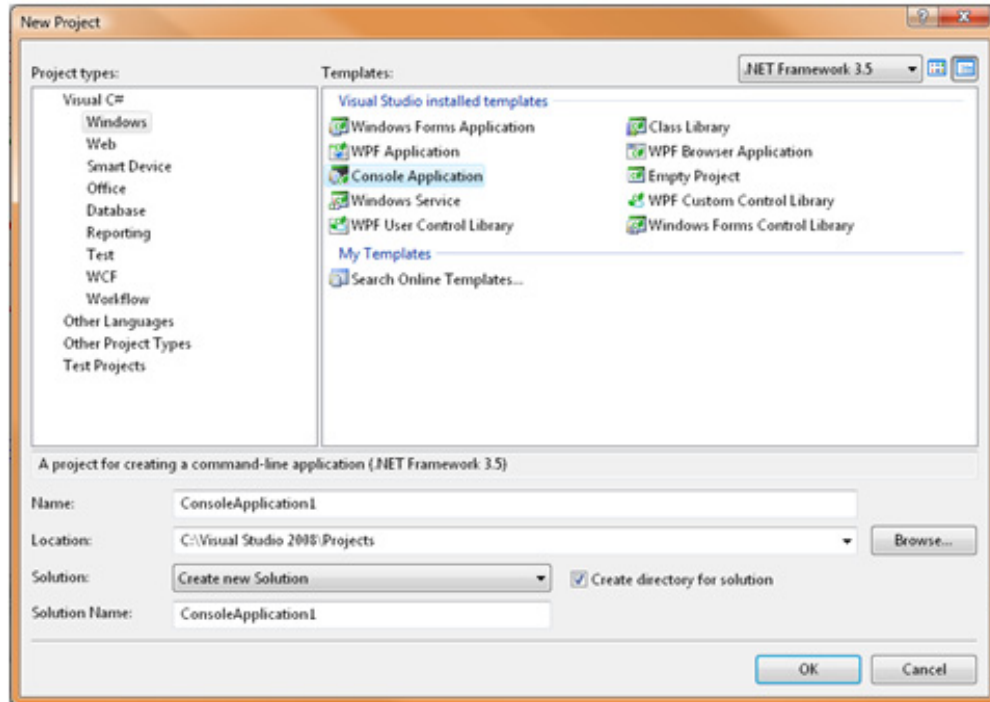 New Project
Project types:
Templates:
.NET Framework 3.5
Visual C#
Windows
Web
Smart Device
Office
Database
Reporting
Test
WCF
Workflow
Other Languages
Other Project Types
Test Projects
Visual Studio installed templates
Windows Forms Application
Class Library
WPF Application
WPF Browser Application
Console Application
Empty Project
Windows Service
WPF Custom Control Library
WPF User Control Library
Windows Forms Control Library
My Templates
Search Online Templates...
A project for creating a command-line application (.NET Framework 3.5)
Name:
ConsoleApplication1
Location:
C:\Visual Studio 2008\Projects
Browse...
Solution:
Create new Solution
Create directory for solution
Solution Name:
ConsoleApplication1
OK
Cancel